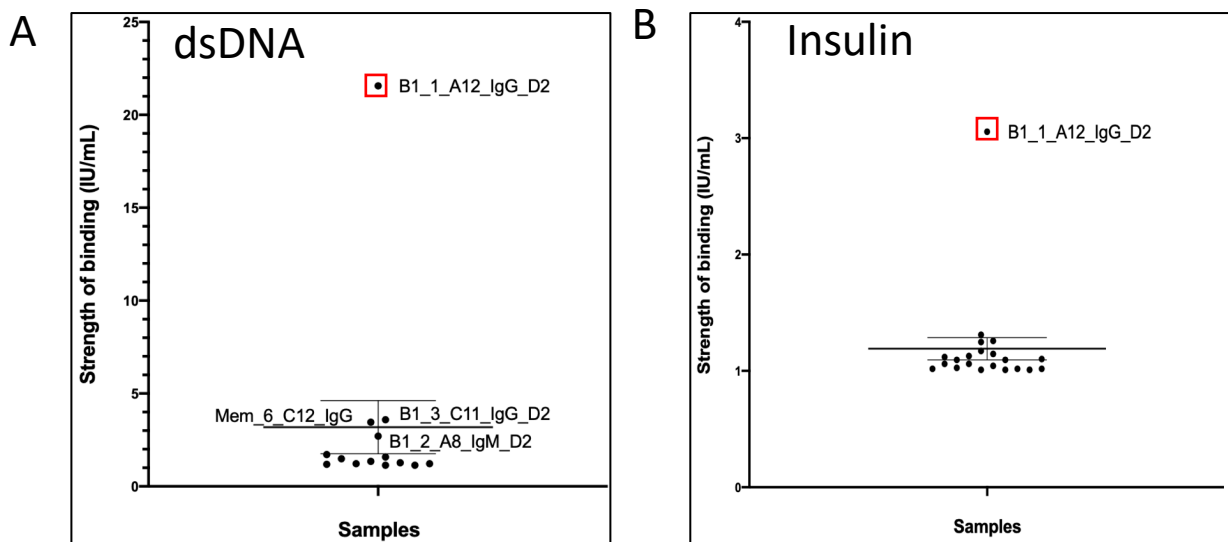 A
dsDNA
Strength of binding (IU/mL)
25
20
15
10
5
0
B1_1_A12_IgG_D2
Mem_6_C12_IgG
B1_3_C11_IgG_D2
B1_2_A8_IgM_D2
Samples
B
Insulin
Strength of binding (IU/mL)
4
3
2
1
0
B1_1_A12_IgG_D2
Samples